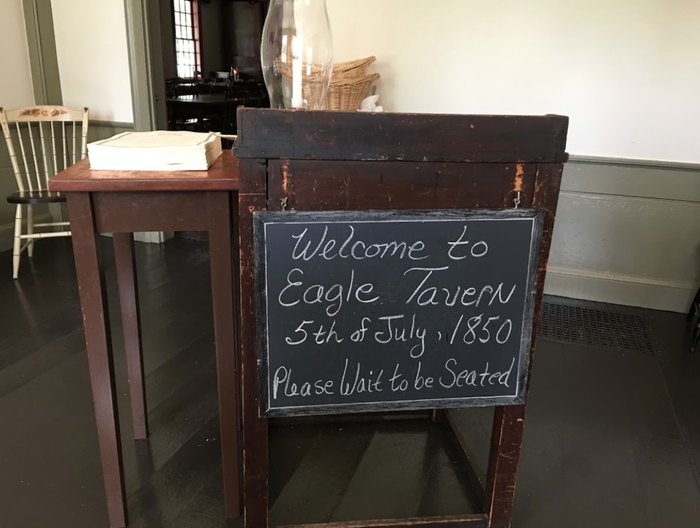 Welcome to
Eagle Tavern
5th of July, 1850
Please Wait to be Seated